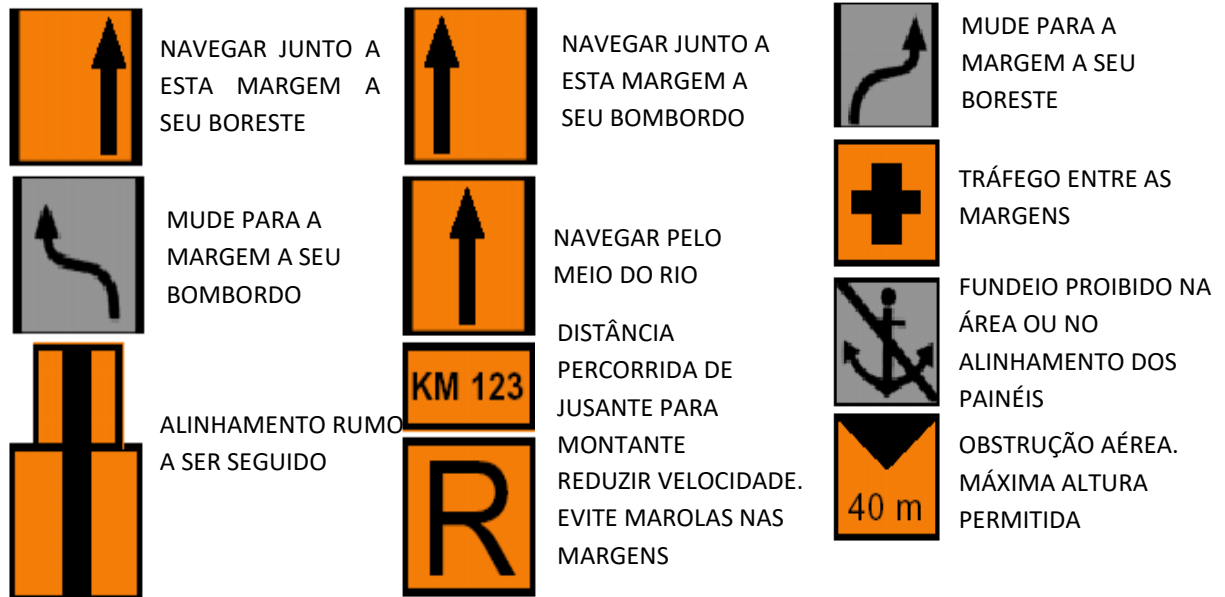 NAVEGAR JUNTO A
ESTA MARGEM A
SEU BORESTE
MUDE PARA A
MARGEM A SEU
BOMBORDO
ALINHAMENTO RUMO
A SER SEGUIDO
NAVEGAR JUNTO A
ESTA MARGEM A
SEU BOMBORDO
NAVEGAR PELO
MEIO DO RIO
KM 123
DISTÂNCIA
PERCORRIDA DE
JUSANTE PARA
MONTANTE
R
REDUZIR VELOCIDADE.
EVITE MAROLAS NAS
MARGENS
MUDE PARA A
MARGEM A SEU
BORESTE
TRÁFEGO ENTRE AS
MARGENS
FUNDEIO PROIBIDO NA
ÁREA OU NO
ALINHAMENTO DOS
PAINÉIS
40 m
OBSTRUÇÃO AÉREA.
MÁXIMA ALTURA
PERMITIDA